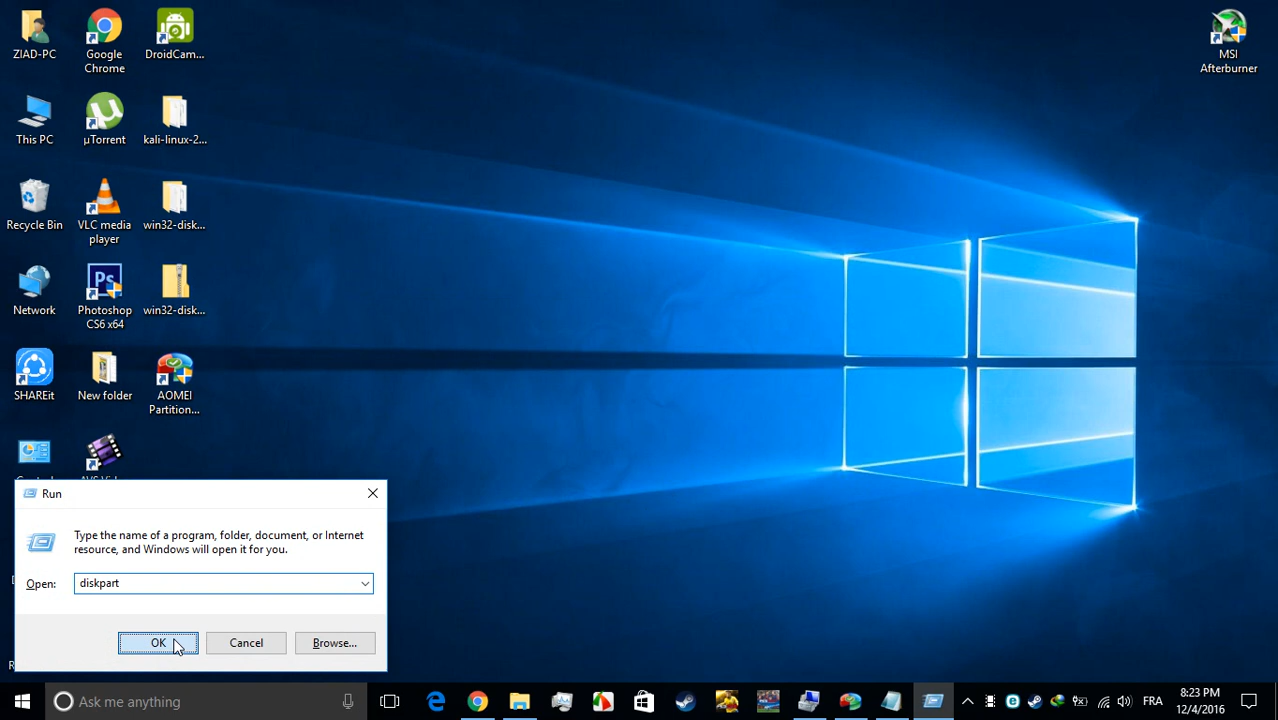 ZIAD-PC
Google
Chrome
DroidCam...
MSI
Afterburner
This PC
µTorrent
kali-linux-2...
Recycle Bin
VLC media
player
win32-disk...
Network
Photoshop
CS6 x64
win32-disk...
SHAREit
New folder
AOMEI
Partition...
Run
Type the name of a program, folder, document, or Internet
resource, and Windows will open it for you.
Open:
diskpart
OK
Cancel
Browse...
Ask me anything
FRA
8:23 PM
12/4/2016